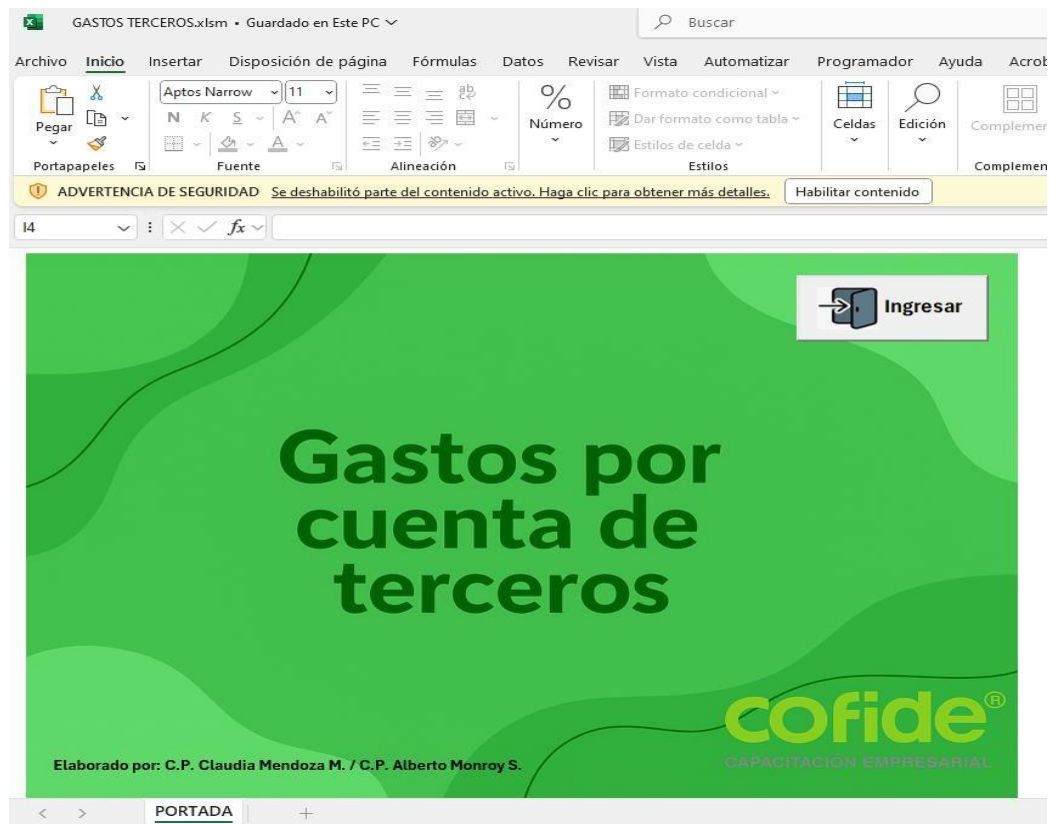 GASTOS TERCEROS.xlsm • Guardado en Este PC
Buscar
Archivo Inicio Insertar Disposición de página Fórmulas Datos Revisar Vista Automatizar Programador Ayuda
Aptos Narrow 11
Pegar
N K S A A
A
ab
Número
Formato condicional
Dar formato como tabla
Estilos de celda
Celdas
Edición
Portapapeles Fuente Alineación Estilos
ADVERTENCIA DE SEGURIDAD Se deshabilitó parte del contenido activo. Haga clic para obtener más detalles. Habilitar contenido
I4 fx
Ingresar
Gastos por
cuenta de
terceros
cofide®
CAPACITACIÓN EMPRESARIAL
Elaborado por: C.P. Claudia Mendoza M. / C.P. Alberto Monroy S.
PORTADA